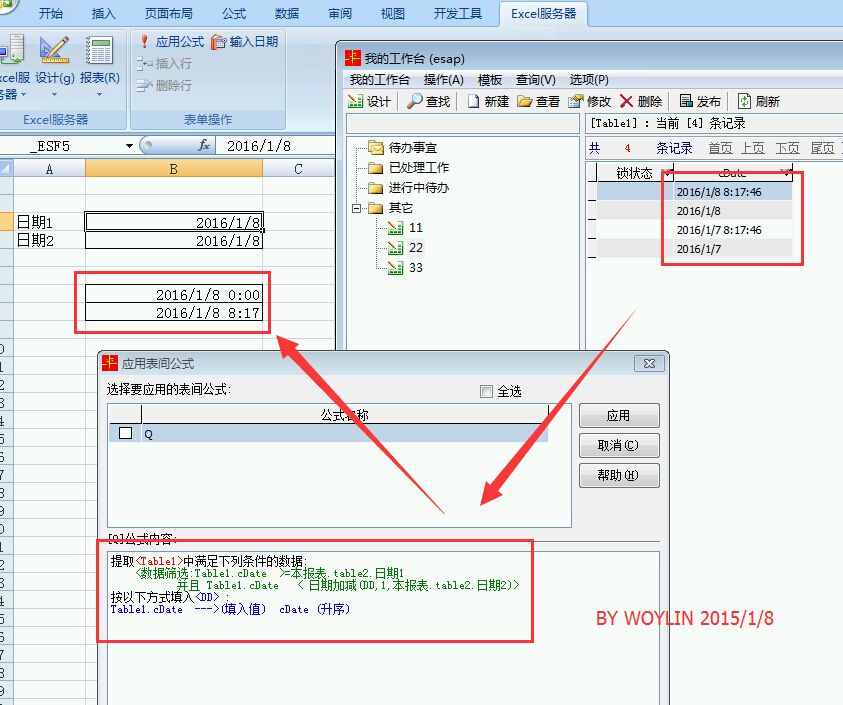 开始 插入 页面布局 公式 数据 审阅 视图 开发工具 Excel服务器
应用公式 输入日期
插入行
删除行
设计(g) 报表(R)
Excel服务器 表单操作
_ESF5 fx 2016/1/8
A B C
日期1 2016/1/8
日期2 2016/1/8
2016/1/8 0:00
2016/1/8 8:17
我的工作台 (esap)
我的工作台 操作(A) 模板 查询(V) 选项(P)
设计 查找 新建 查看 修改 删除 发布 刷新
[Table1] : 当前 [4] 条记录
共 4 条记录 首页 上页 下页 尾页
待办事宜
已处理工作
进行中待办
其它
11
22
33
锁状态 cDate
2016/1/8 8:17:46
2016/1/8
2016/1/7 8:17:46
2016/1/7
应用表间公式
选择要应用的表间公式: 全选
公式名称
Q
应用
取消(C)
帮助(H)
[Q]公式内容:
提取<Table1>中满足下列条件的数据:
<数据筛选:Table1.cDate >=本报表.table2.日期1
并且 Table1.cDate < 日期加减(DD,1,本报表.table2.日期2)>
按以下方式填入<DD> :
Table1.cDate --->(填入值) cDate (升序)
BY WOYLIN 2015/1/8